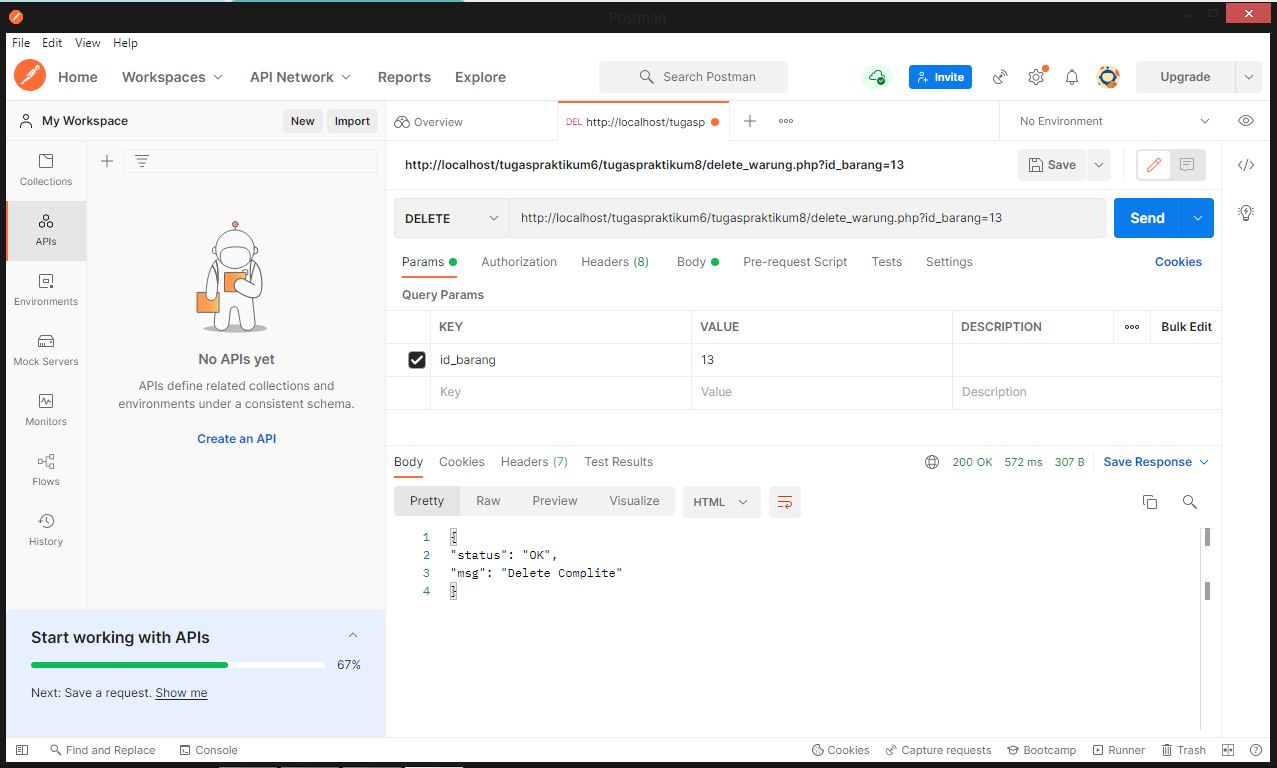 Postman
File Edit View Help
Home Workspaces API Network Reports Explore Search Postman Invite Upgrade
My Workspace New Import Overview DEL http://localhost/tugasp No Environment
http://localhost/tugaspraktikum6/tugaspraktikum8/delete_warung.php?id_barang=13 Save
Collections
APIs
Environments
Mock Servers
Monitors
Flows
History
No APIs yet
APIs define related collections and
environments under a consistent schema.
Create an API
Start working with APIs
67%
Next: Save a request. Show me
DELETE http://localhost/tugaspraktikum6/tugaspraktikum8/delete_warung.php?id_barang=13 Send
Params Authorization Headers (8) Body Pre-request Script Tests Settings Cookies
Query Params
KEY VALUE DESCRIPTION Bulk Edit
id_barang 13
Key Value Description
Body Cookies Headers (7) Test Results 200 OK 572 ms 307 B Save Response
Pretty Raw Preview Visualize HTML
1 {
2 "status": "OK",
3 "msg": "Delete Complite"
4 }
Find and Replace Console Cookies Capture requests Bootcamp Runner Trash